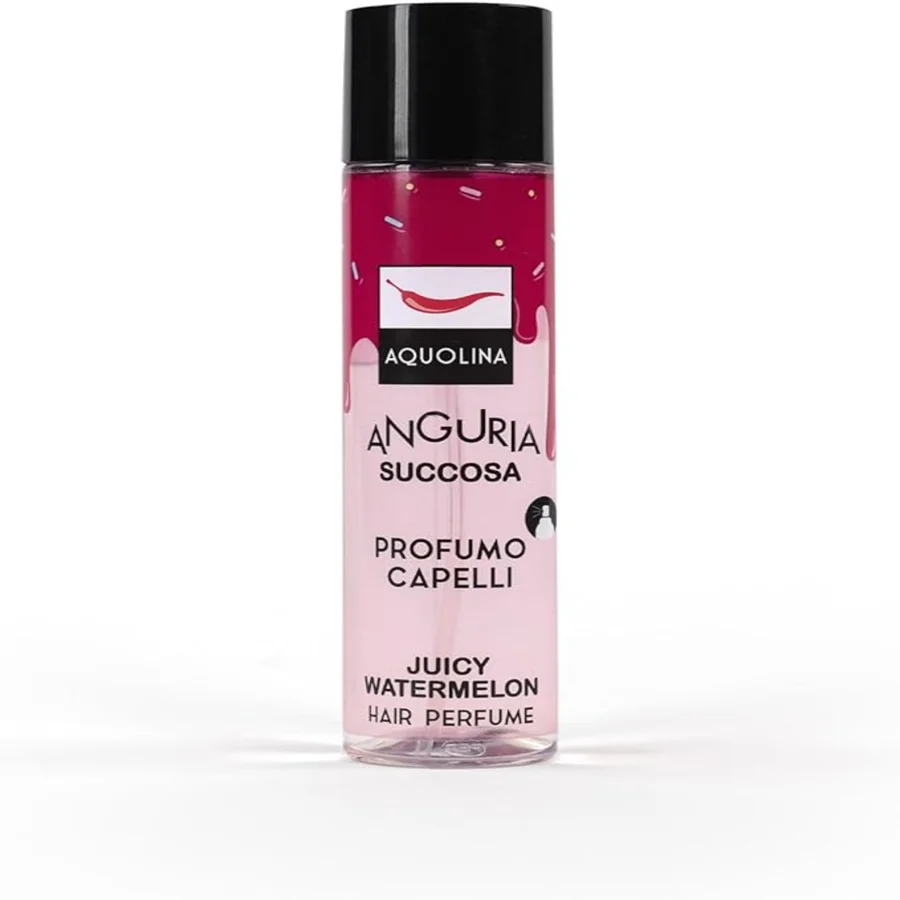 AQUOLINA
ANGURIA
SUCCOSA
PROFUMO
CAPELLI
JUICY
WATERMELON
HAIR PERFUME